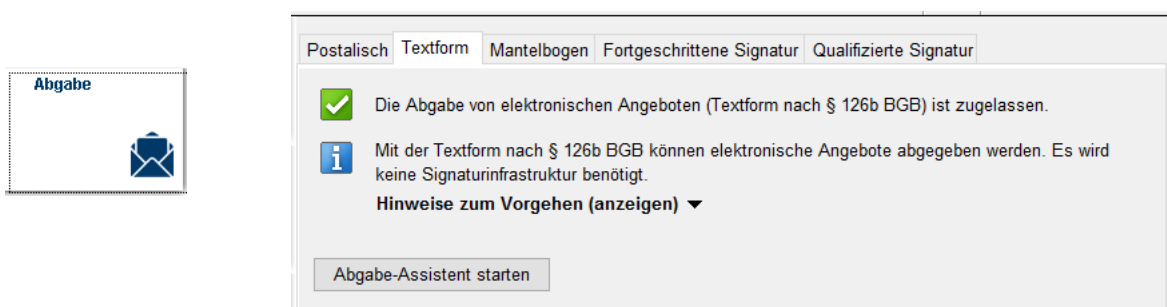 Abgabe
Postalisch Textform Mantelbogen Fortgeschrittene Signatur Qualifizierte Signatur
Die Abgabe von elektronischen Angeboten (Textform nach § 126b BGB) ist zugelassen.
Mit der Textform nach § 126b BGB können elektronische Angebote abgegeben werden. Es wird
keine Signaturinfrastruktur benötigt.
Hinweise zum Vorgehen (anzeigen)
Abgabe-Assistent starten